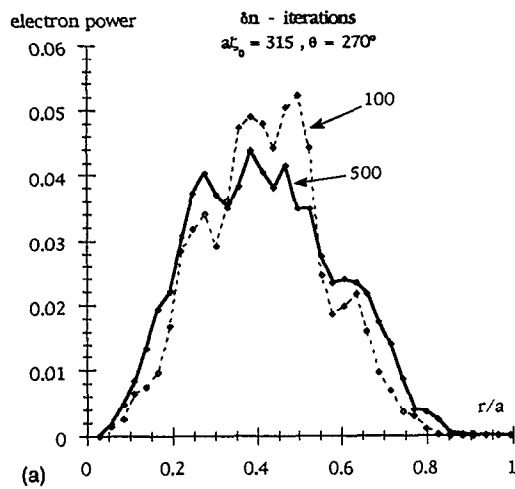 electron power
δn - iterations
aζ₀ = 315 , θ = 270°
0.06
0.05
0.04
0.03
0.02
0.01
0
100
500
r/a
0 0.2 0.4 0.6 0.8 1
(a)